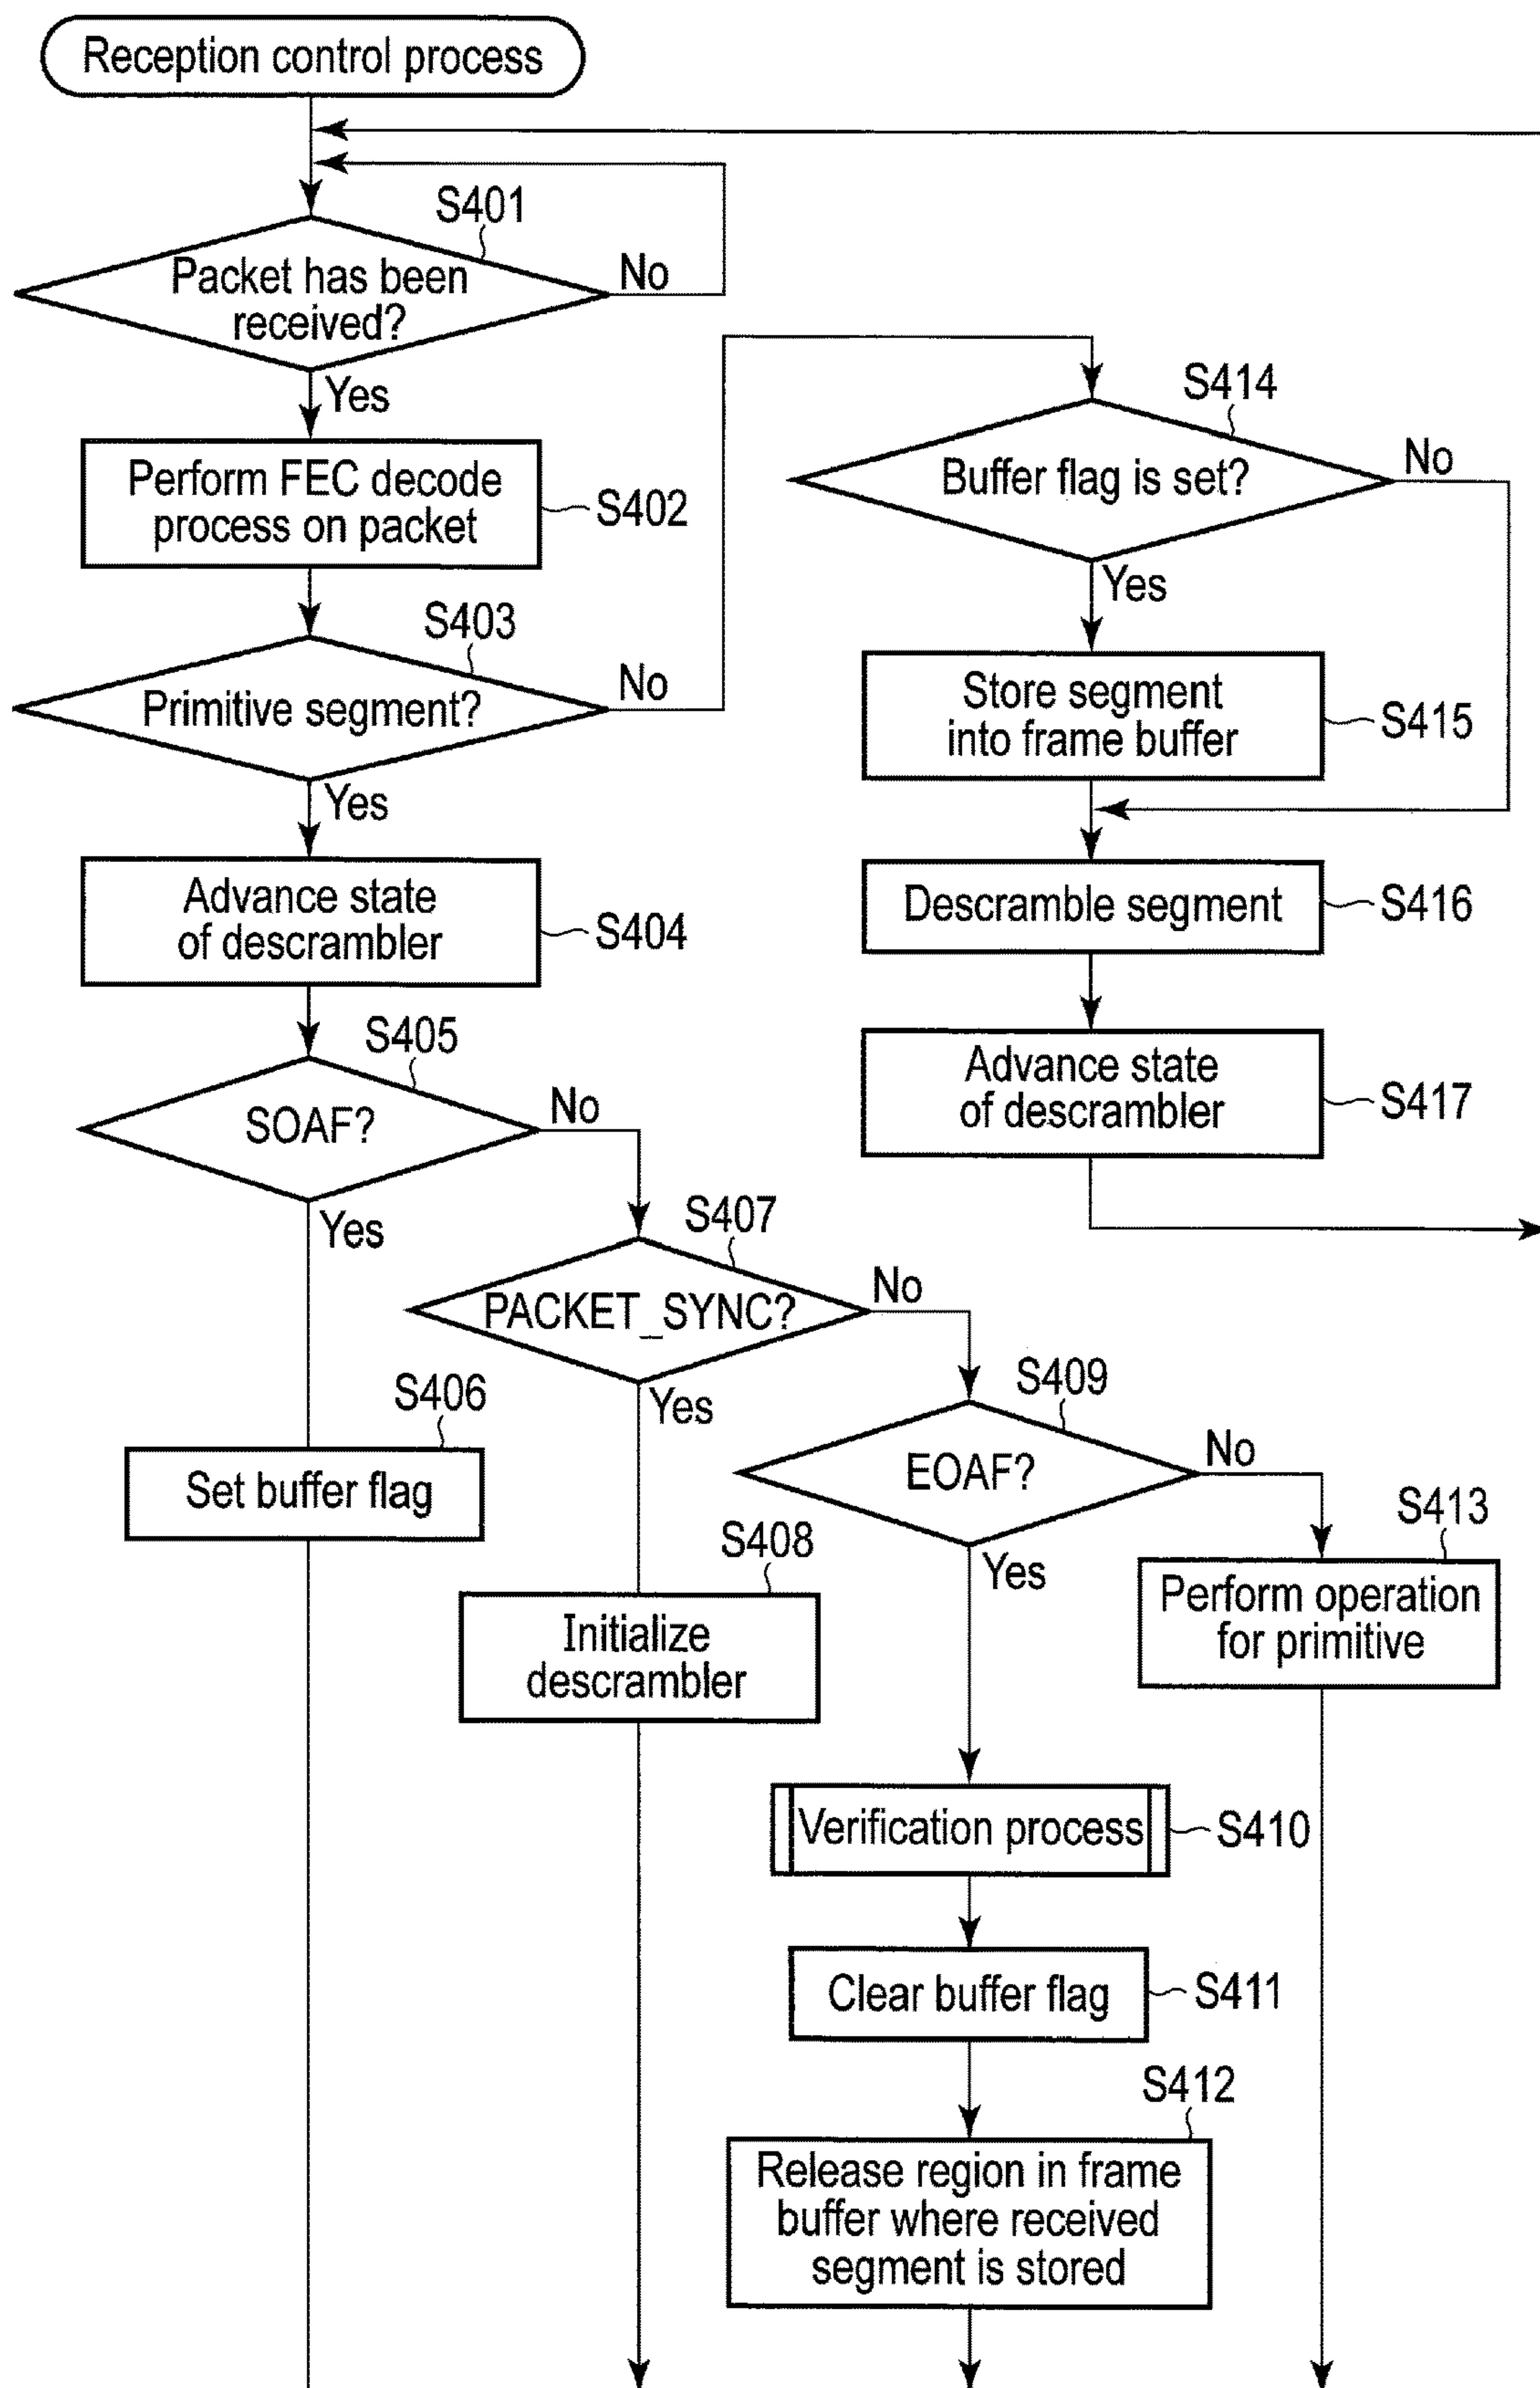 Reception control process
S401
Packet has been
received?
No
Yes
Perform FEC decode
process on packet
S402
S403
Primitive segment?
No
Yes
Advance state
of descrambler
S404
S405
SOAF?
No
Yes
S406
Set buffer flag
S407
PACKET_SYNC?
No
Yes
S408
Initialize
descrambler
S409
EOAF?
No
Yes
Verification process
S410
Clear buffer flag
S411
S412
Release region in frame
buffer where received
segment is stored
S413
Perform operation
for primitive
S414
Buffer flag is set?
No
Yes
Store segment
into frame buffer
S415
Descramble segment
S416
Advance state
of descrambler
S417